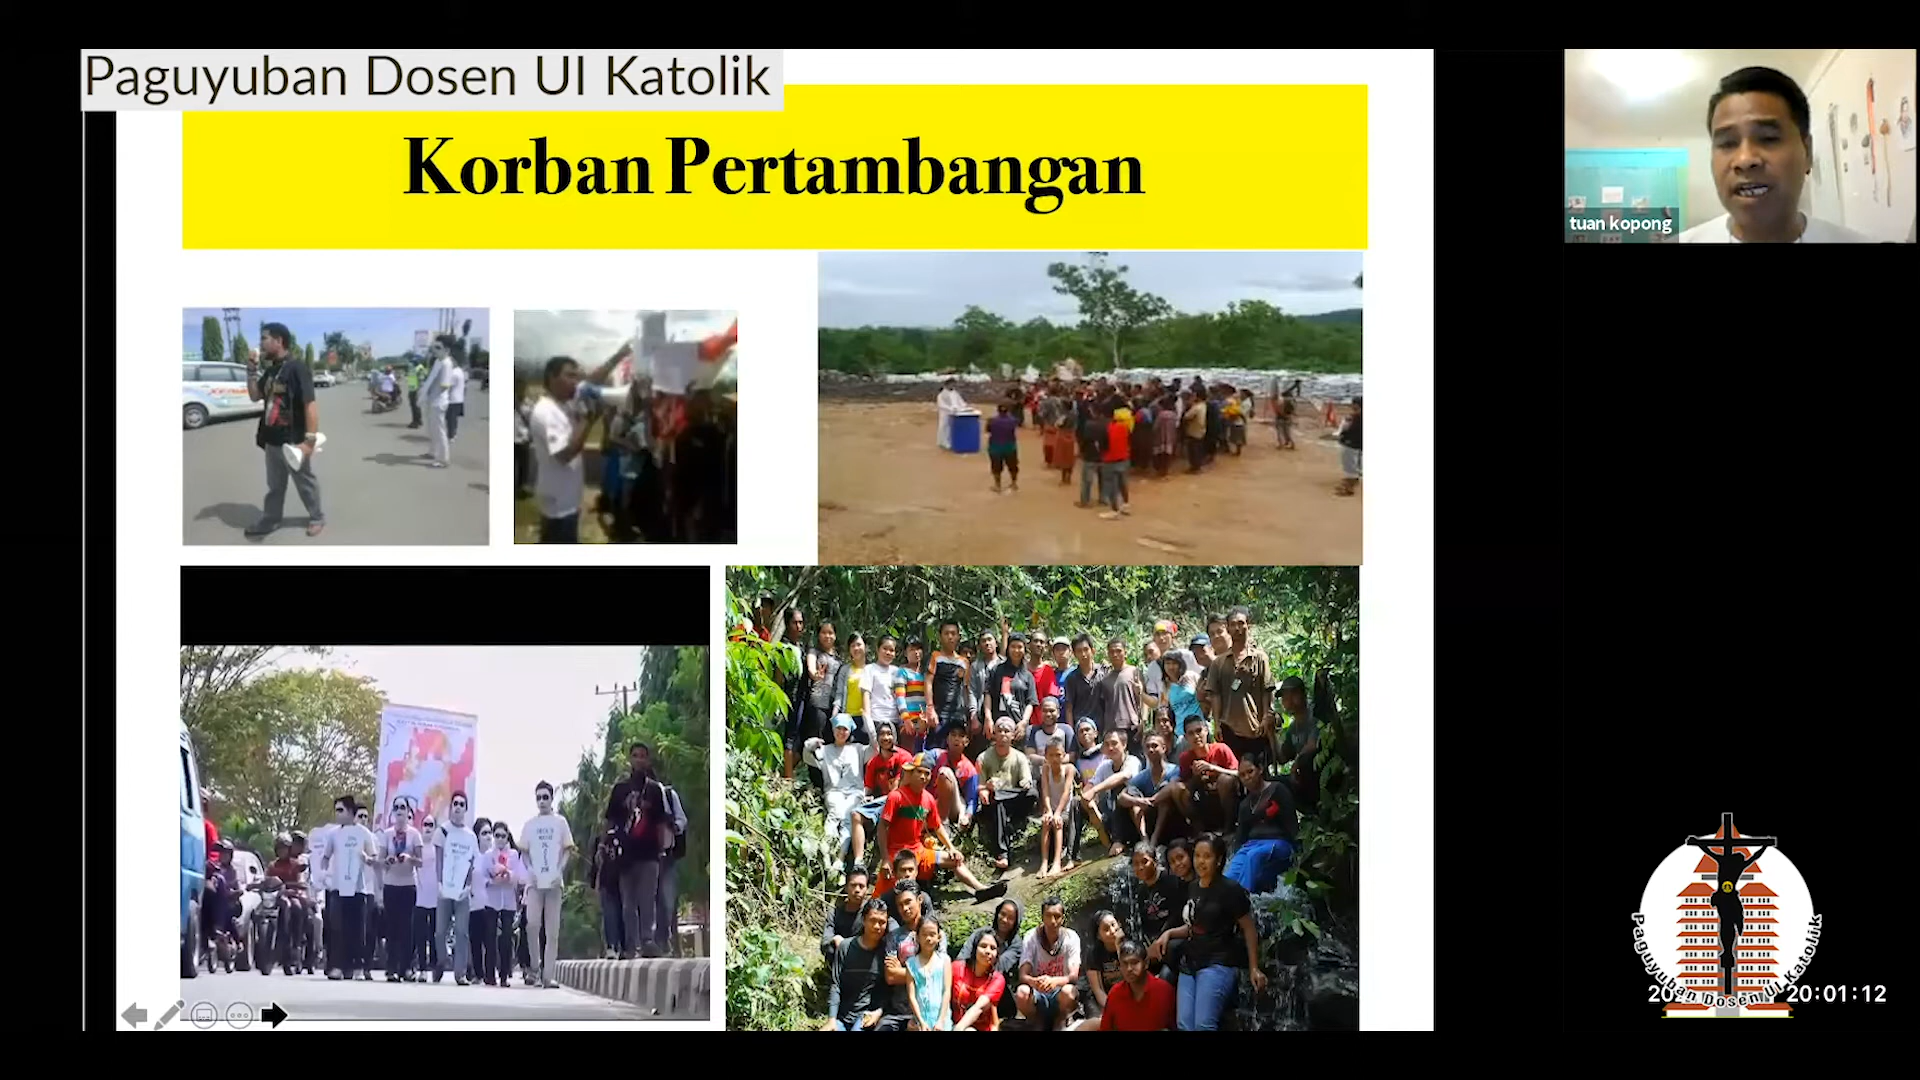 Paguyuban Dosen UI Katolik
Korban Pertambangan
tuan kopong
Paguyuban Dosen UI Katolik
20:01:12